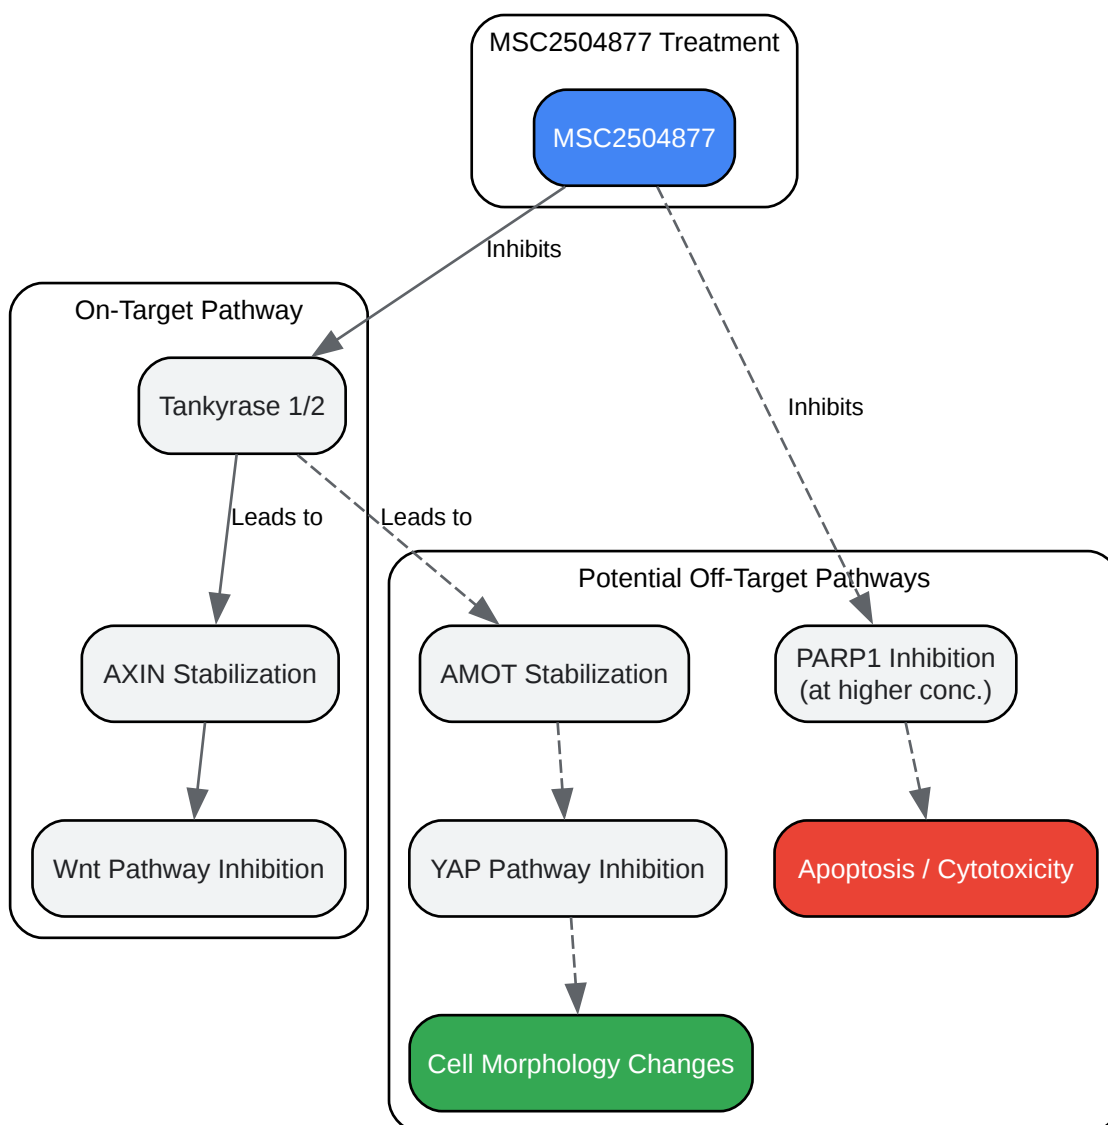 MSC2504877 Treatment
MSC2504877
Inhibits
On-Target Pathway
Tankyrase 1/2
Inhibits
Leads to
Leads to
Potential Off-Target Pathways
AXIN Stabilization
AMOT Stabilization
PARP1 Inhibition
(at higher conc.)
Wnt Pathway Inhibition
YAP Pathway Inhibition
Apoptosis / Cytotoxicity
Cell Morphology Changes